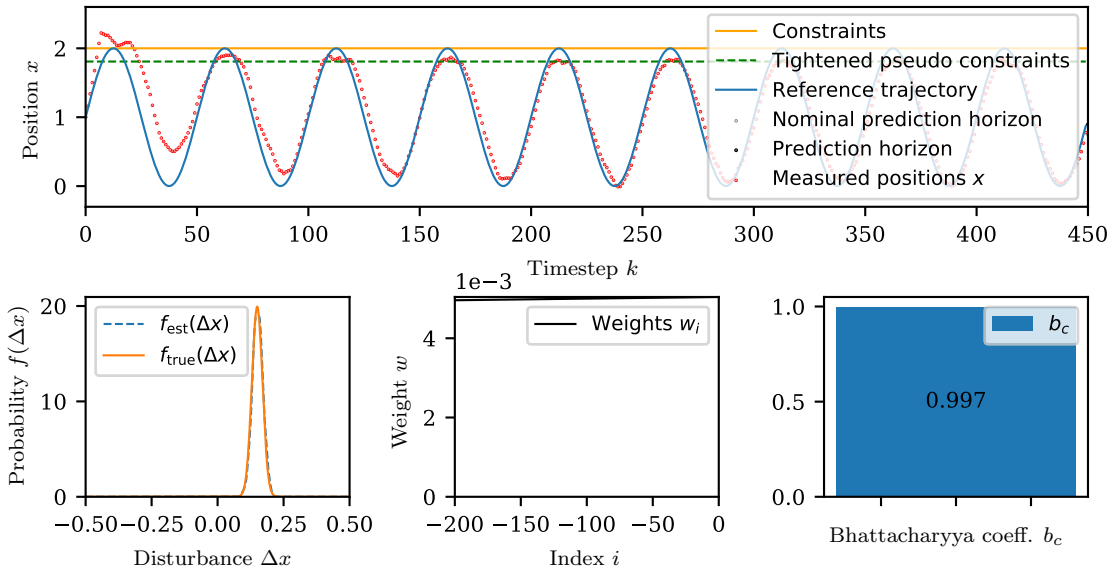 Position x
2
1
0
Constraints
Tightened pseudo constraints
Reference trajectory
Nominal prediction horizon
Prediction horizon
Measured positions x
0 50 100 150 200 250 300 350 400 450
Timestep k
Probability f(Δx)
20
10
0
f_est(Δx)
f_true(Δx)
−0.50 −0.25 0.00 0.25 0.50
Disturbance Δx
1e−3
Weight w
4
2
0
Weights w_i
−200 −150 −100 −50 0
Index i
1.0
0.5
0.0
b_c
0.997
Bhattacharyya coeff. b_c